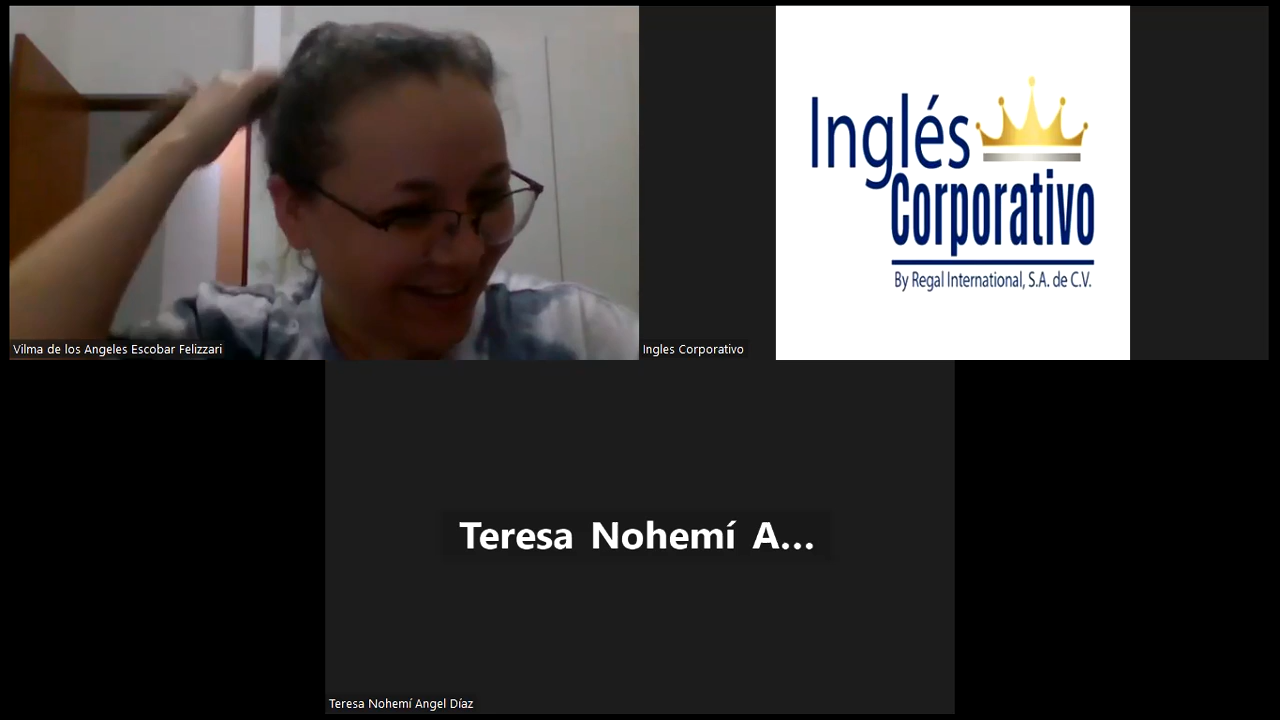 Inglés
Corporativo
By Regal International, S.A. de C.V.
Vilma de los Angeles Escobar Felizzari
Ingles Corporativo
Teresa Nohemí A...
Teresa Nohemí Angel Díaz